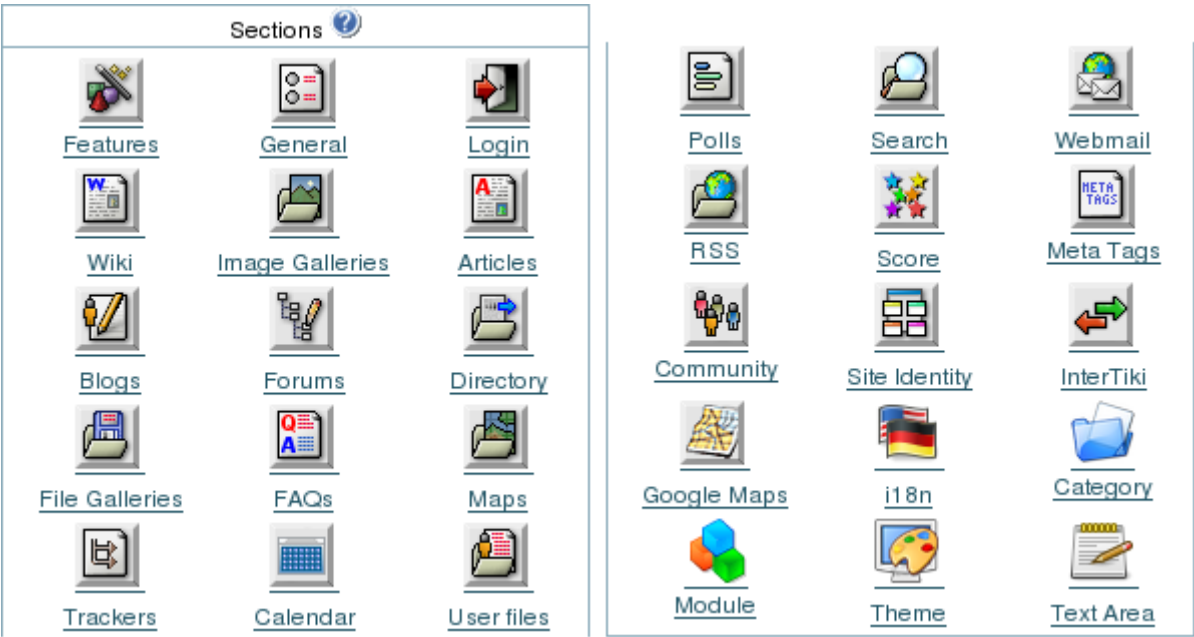 Sections ?
Features General Login
W A
Wiki Image Galleries Articles
Blogs Forums Directory
Q
A
File Galleries FAQs Maps
Trackers Calendar User files
Polls Search Webmail
META
TAGS
RSS Score Meta Tags
Community Site Identity InterTiki
Google Maps i18n Category
Module Theme Text Area